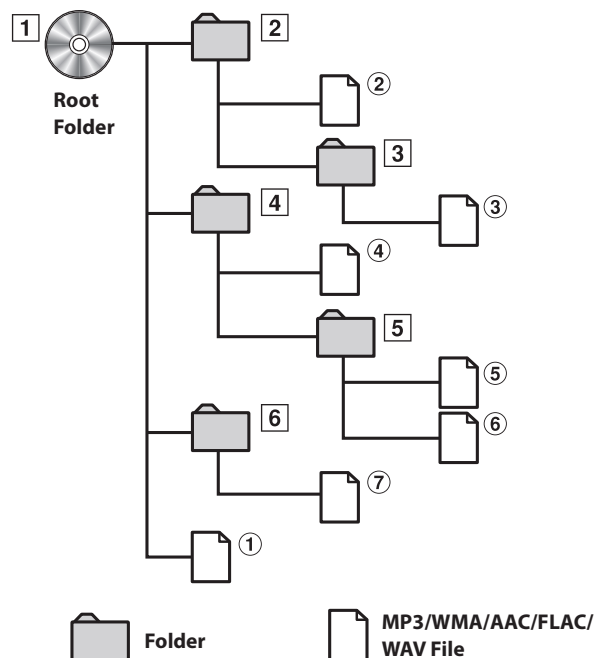 1
2
Root
Folder
②
3
③
4
④
5
⑤
⑥
6
⑦
①
Folder
MP3/WMA/AAC/FLAC/
WAV File